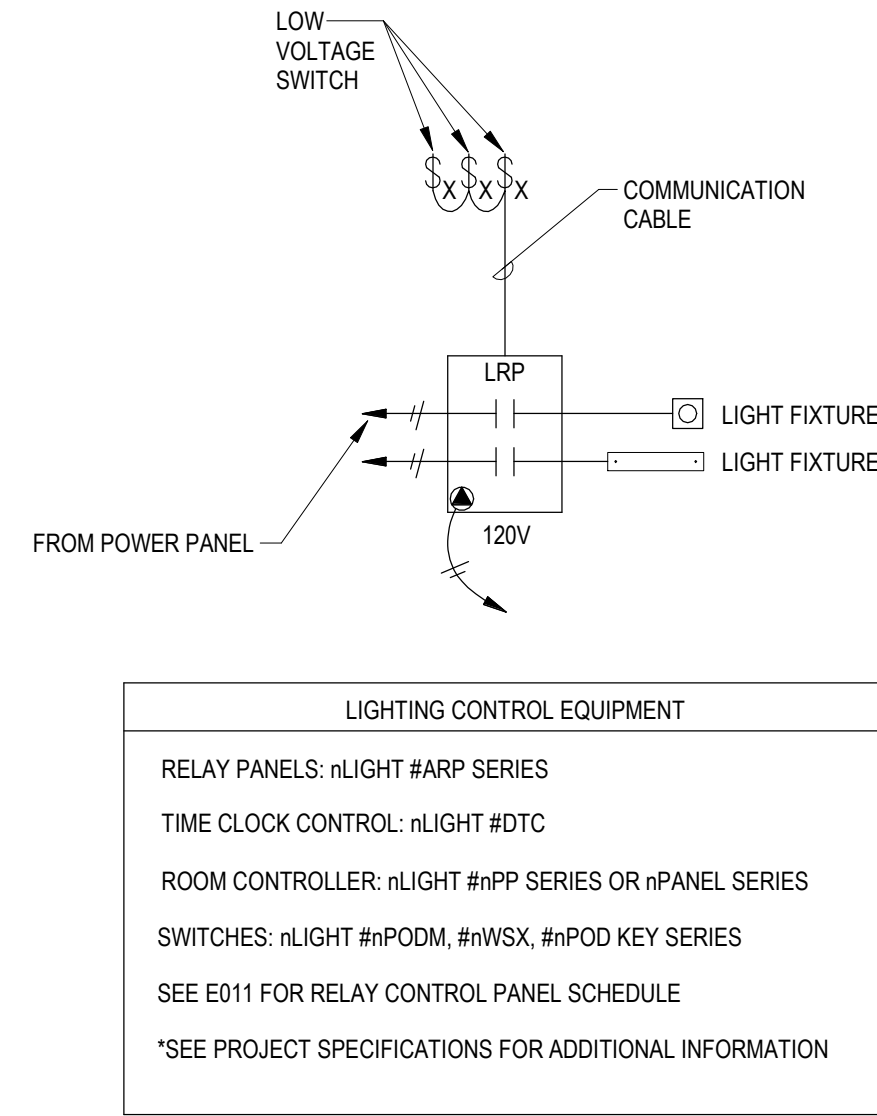 LOW
VOLTAGE
SWITCH
X X X
COMMUNICATION
CABLE
LRP
LIGHT FIXTURE
LIGHT FIXTURE
FROM POWER PANEL
120V
LIGHTING CONTROL EQUIPMENT
RELAY PANELS: nLIGHT #ARP SERIES
TIME CLOCK CONTROL: nLIGHT #DTC
ROOM CONTROLLER: nLIGHT #nPP SERIES OR nPANEL SERIES
SWITCHES: nLIGHT #nPODM, #nWSX, #nPOD KEY SERIES
SEE E011 FOR RELAY CONTROL PANEL SCHEDULE
*SEE PROJECT SPECIFICATIONS FOR ADDITIONAL INFORMATION